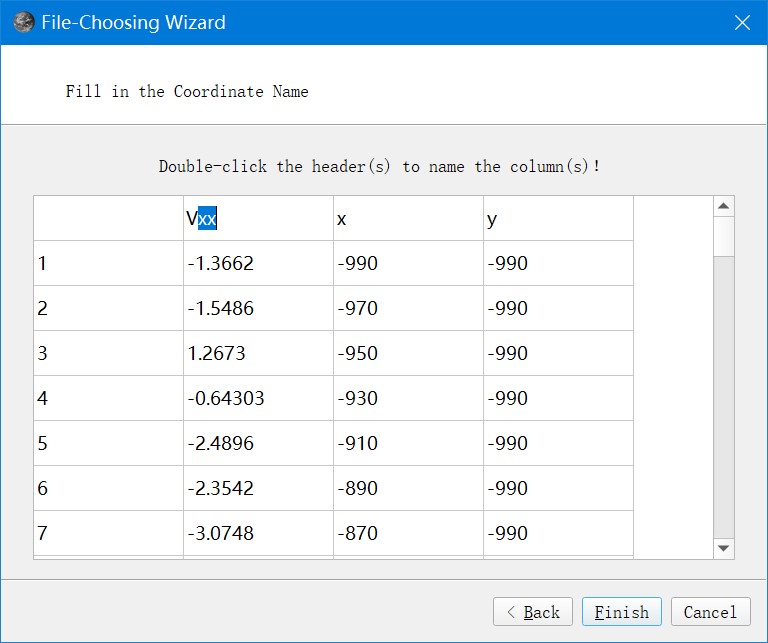 File-Choosing Wizard
Fill in the Coordinate Name
Double-click the header(s) to name the column(s)!
Vxx x y
1 -1.3662 -990 -990
2 -1.5486 -970 -990
3 1.2673 -950 -990
4 -0.64303 -930 -990
5 -2.4896 -910 -990
6 -2.3542 -890 -990
7 -3.0748 -870 -990
< Back Finish Cancel